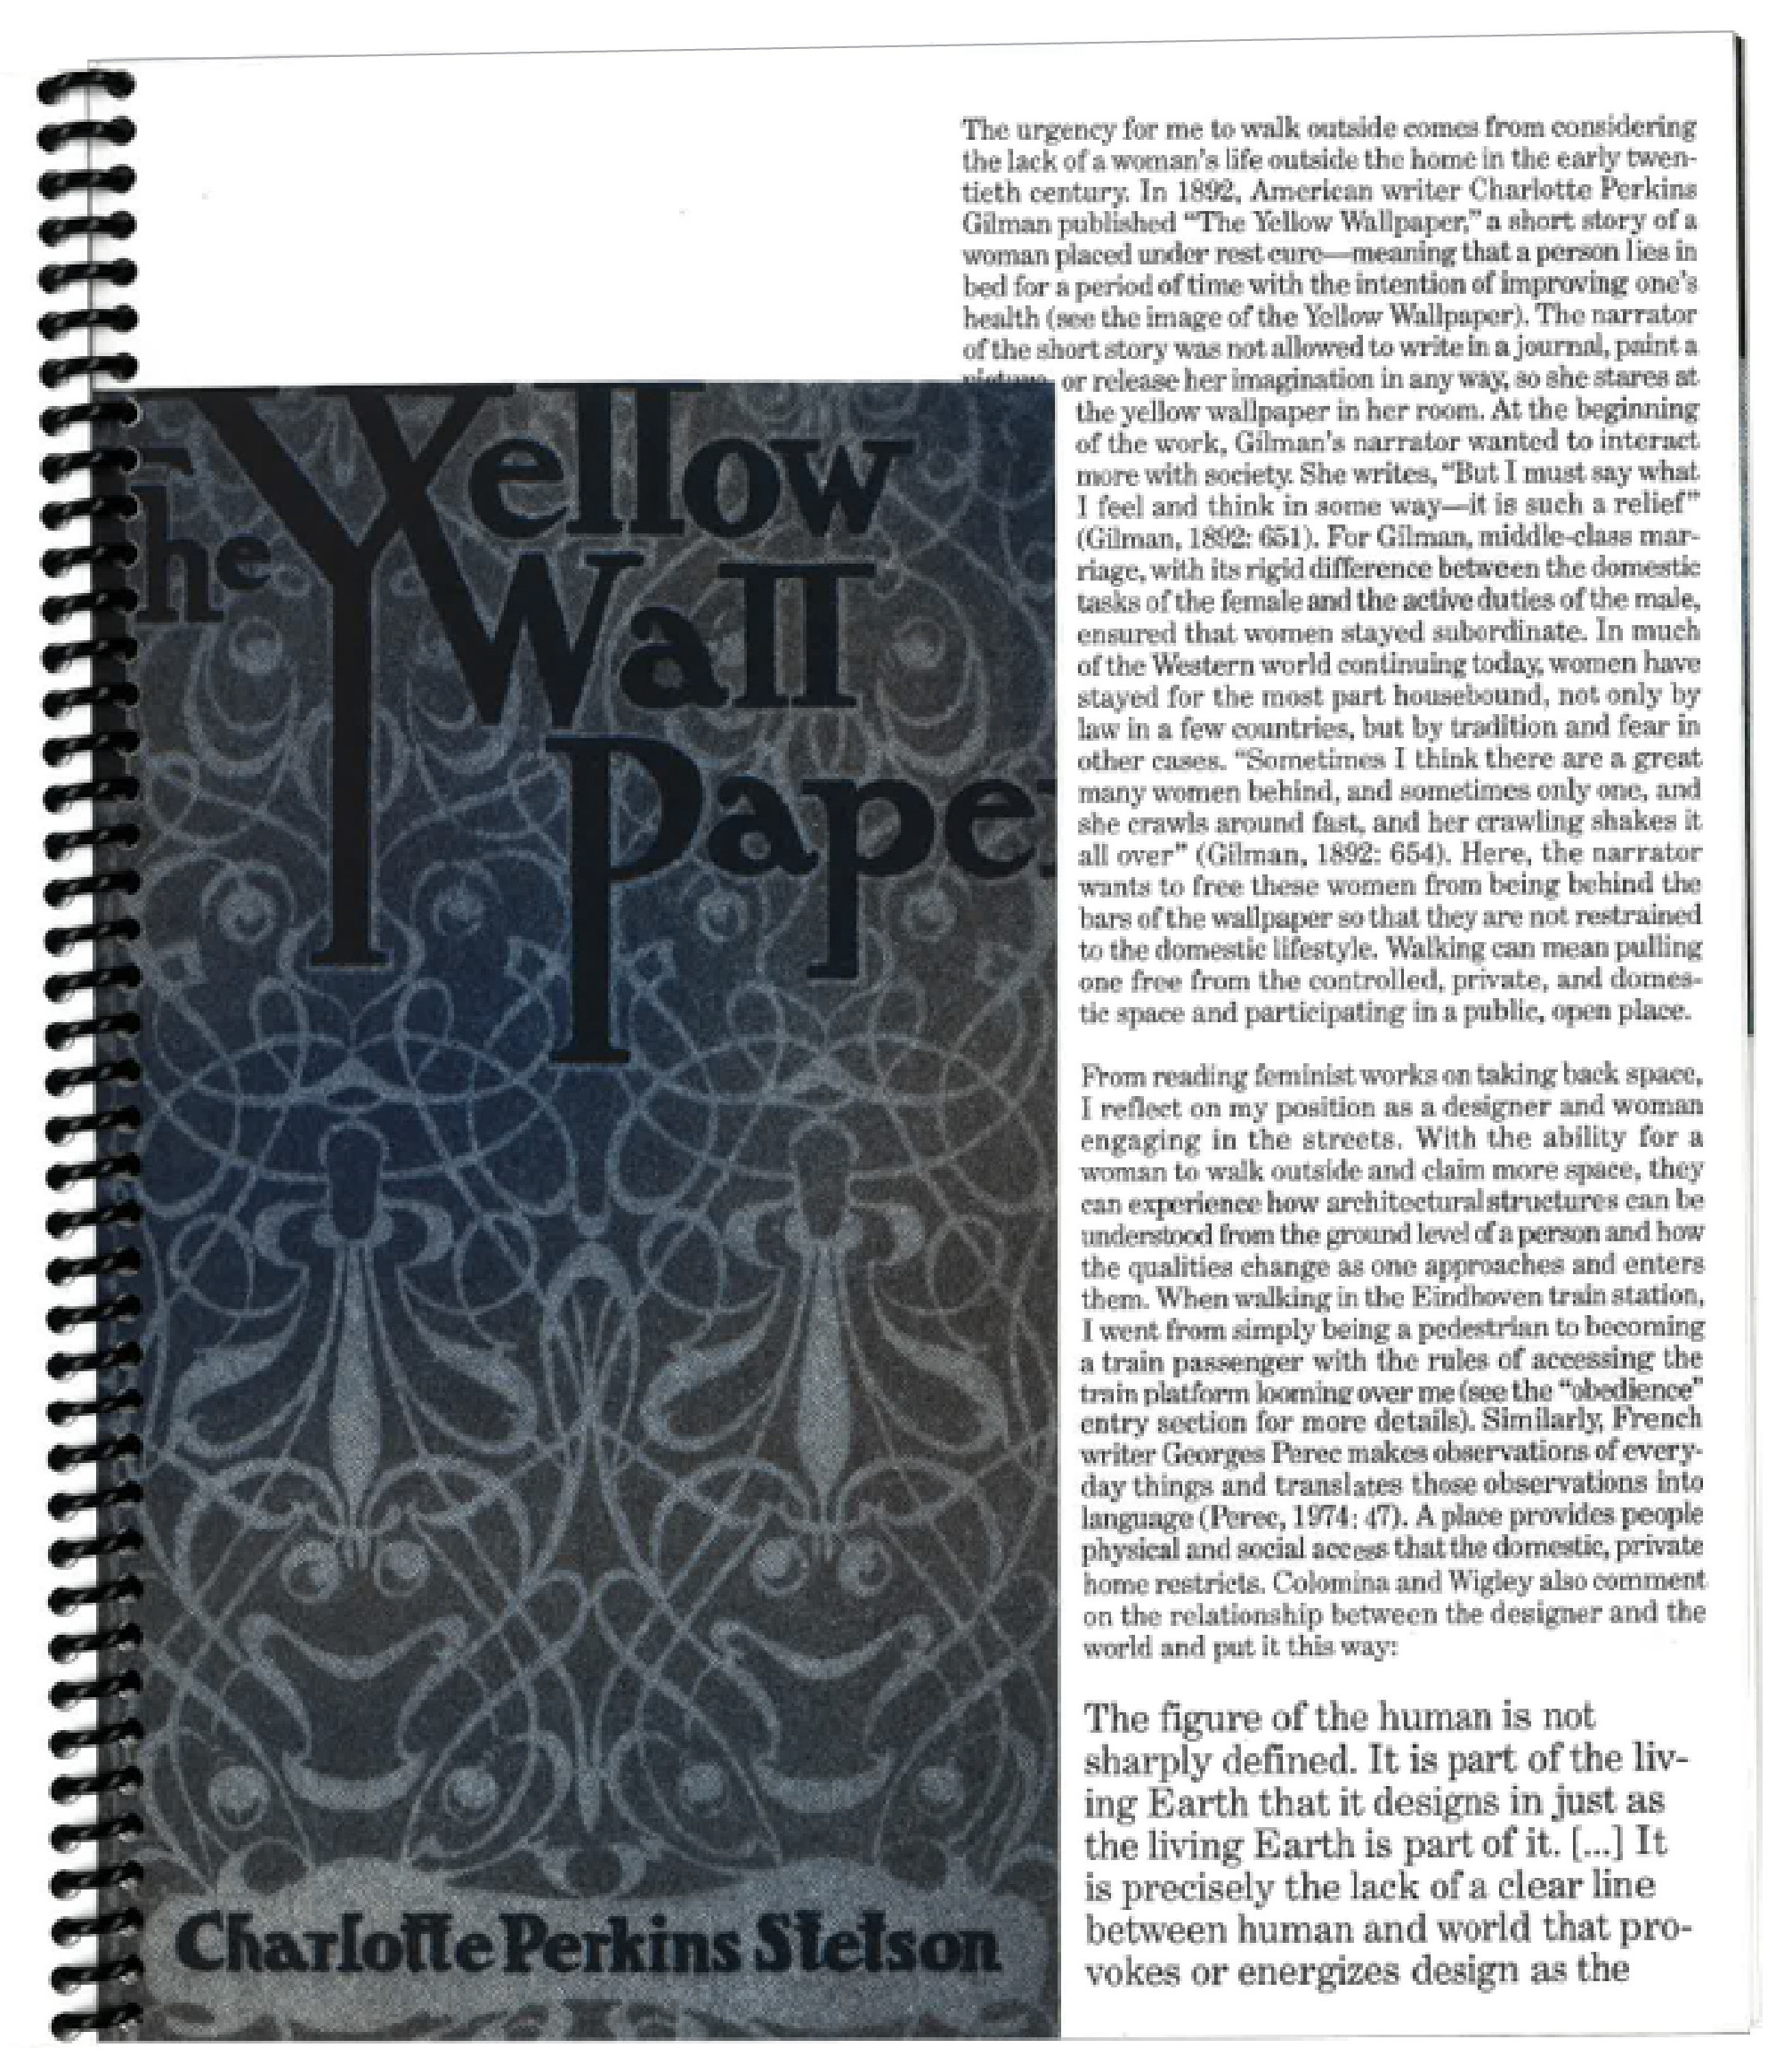 The urgency for me to walk outside comes from considering
the lack of a woman's life outside the home in the early twen-
tieth century. In 1892, American writer Charlotte Perkins
Gilman published “The Yellow Wallpaper,” a short story of a
woman placed under rest cure—meaning that a person lies in
bed for a period of time with the intention of improving one's
health (see the image of the Yellow Wallpaper). The narrator
of the short story was not allowed to write in a journal, paint a
or release her imagination in any way, so she stares at
the yellow wallpaper in her room. At the beginning
of the work, Gilman's narrator wanted to interact
more with society. She writes, “But I must say what
I feel and think in some way—it is such a relief”
(Gilman, 1892: 651). For Gilman, middle-class mar-
riage, with its rigid difference between the domestic
tasks of the female and the active duties of the male,
ensured that women stayed subordinate. In much
of the Western world continuing today, women have
stayed for the most part housebound, not only by
law in a few countries, but by tradition and fear in
other cases. “Sometimes I think there are a great
many women behind, and sometimes only one, and
she crawls around fast, and her crawling shakes it
all over” (Gilman, 1892: 654). Here, the narrator
wants to free these women from being behind the
bars of the wallpaper so that they are not restrained
to the domestic lifestyle. Walking can mean pulling
one free from the controlled, private, and domes-
tic space and participating in a public, open place.
From reading feminist works on taking back space,
I reflect on my position as a designer and woman
engaging in the streets. With the ability for a
woman to walk outside and claim more space, they
can experience how architectural structures can be
understood from the ground level of a person and how
the qualities change as one approaches and enters
them. When walking in the Eindhoven train station,
I went from simply being a pedestrian to becoming
a train passenger with the rules of accessing the
train platform looming over me (see the “obedience”
entry section for more details). Similarly, French
writer Georges Perec makes observations of every-
day things and translates those observations into
language (Perec, 1974: 47). A place provides people
physical and social access that the domestic, private
home restricts. Colomina and Wigley also comment
on the relationship between the designer and the
world and put it this way:
The figure of the human is not
sharply defined. It is part of the liv-
ing Earth that it designs in just as
the living Earth is part of it. [...] It
is precisely the lack of a clear line
between human and world that pro-
vokes or energizes design as the
he Yellow
Wall
Pape
Charlotte Perkins Stetson